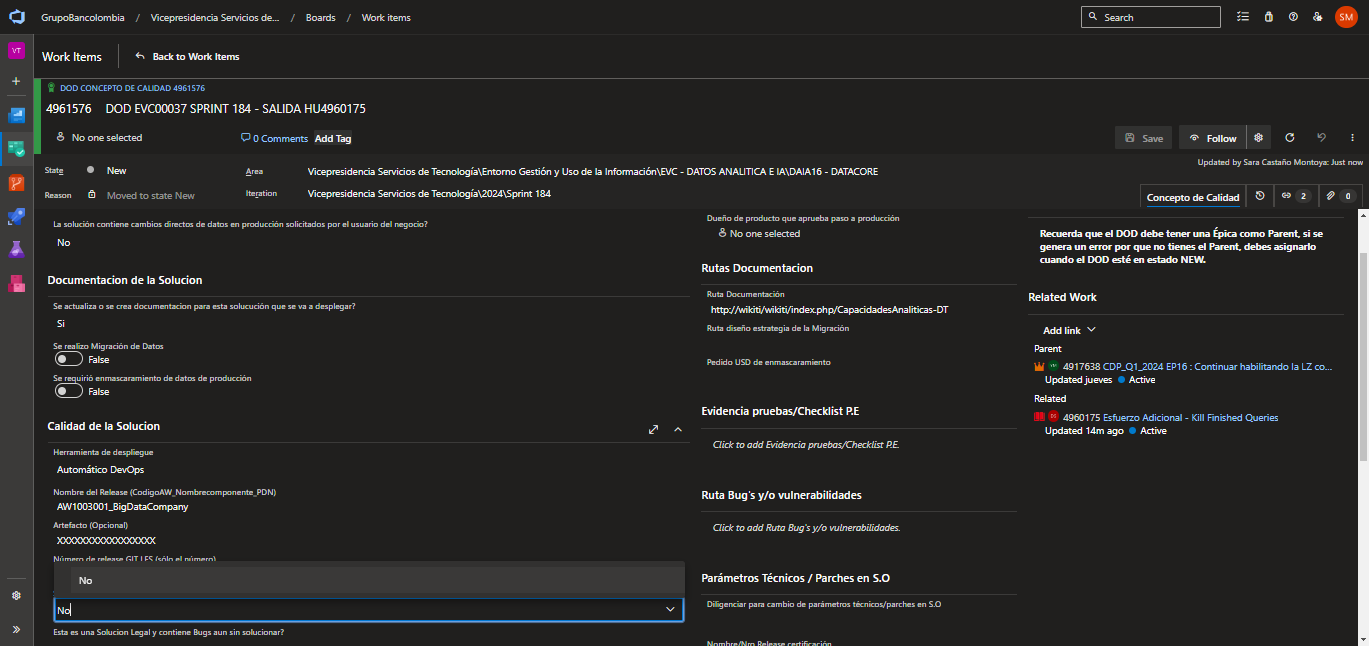 GrupoBancolombia / Vicepresidencia Servicios de... / Boards / Work items
Search
SM
VT
Work Items
Back to Work Items
DOD CONCEPTO DE CALIDAD 4961576
4961576 DOD EVC00037 SPRINT 184 - SALIDA HU4960175
No one selected
0 Comments
Add Tag
Save
Follow
Updated by Sara Castaño Montoya: Just now
State
New
Area
Vicepresidencia Servicios de Tecnología\Entorno Gestión y Uso de la Información\EVC - DATOS ANALITICA E IA\DAIA16 - DATACORE
Reason
Moved to state New
Iteration
Vicepresidencia Servicios de Tecnología\2024\Sprint 184
Concepto de Calidad
2
0
La solución contiene cambios directos de datos en producción solicitados por el usuario del negocio?
No
Documentacion de la Solucion
Se actualiza o se crea documentacion para esta solucución que se va a desplegar?
Si
Se realizo Migración de Datos
False
Se requirió enmascaramiento de datos de producción
False
Calidad de la Solucion
Herramienta de despliegue
Automático DevOps
Nombre del Release (CodigoAW_Nombrecomponente_PDN)
AW1003001_BigDataCompany
Artefacto (Opcional)
XXXXXXXXXXXXXXXXX
Número de release GIT LFS (sólo el número)
No
No
Esta es una Solucion Legal y contiene Bugs aun sin solucionar?
Dueño de producto que aprueba paso a producción
No one selected
Rutas Documentacion
Ruta Documentación
http://wikiti/wikiti/index.php/CapacidadesAnaliticas-DT
Ruta diseño estrategia de la Migración
Pedido USD de enmascaramiento
Evidencia pruebas/Checklist P.E
Click to add Evidencia pruebas/Checklist P.E.
Ruta Bug's y/o vulnerabilidades
Click to add Ruta Bug's y/o vulnerabilidades.
Parámetros Técnicos / Parches en S.O
Diligenciar para cambio de parámetros técnicos/parches en S.O
Nombre/Nro Release certificación
Recuerda que el DOD debe tener una Épica como Parent, si se
genera un error por que no tienes el Parent, debes asignarlo
cuando el DOD esté en estado NEW.
Related Work
Add link
Parent
4917638 CDP_Q1_2024 EP16 : Continuar habilitando la LZ co...
Updated jueves Active
Related
4960175 Esfuerzo Adicional - Kill Finished Queries
Updated 14m ago Active